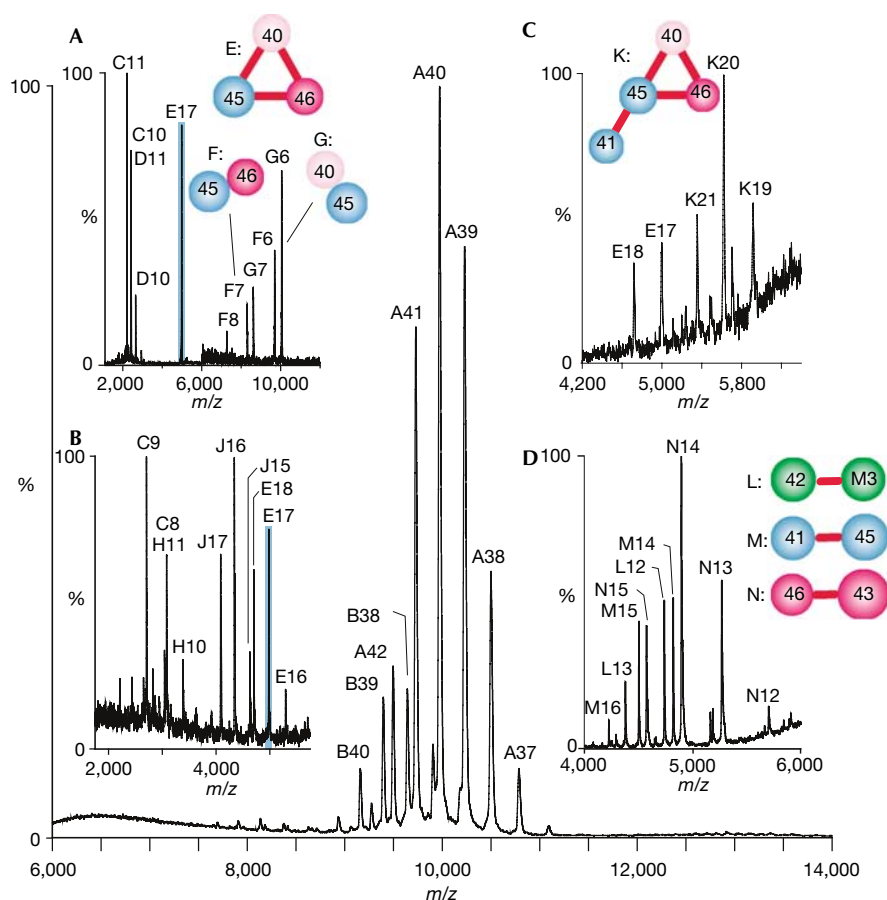 A
E:
40
45
46
F:
46
45
G:
40
45
100
%
0
C11
C10
D11
D10
E17
F8
F7
G7
F6
G6
2,000
6,000
10,000
m/z
B
100
%
0
C9
C8
H11
H10
J17
J16
J15
E18
E17
E16
2,000
4,000
m/z
C
K:
40
45
46
41
100
%
0
E18
E17
K21
K20
K19
4,200
5,000
5,800
m/z
D
L:
42
M3
M:
41
45
N:
46
43
100
%
0
M16
L13
M15
N15
L12
M14
N14
N13
N12
4,000
5,000
6,000
m/z
100
%
0
B40
B39
A42
B38
A41
A40
A39
A38
A37
6,000
8,000
10,000
12,000
14,000
m/z